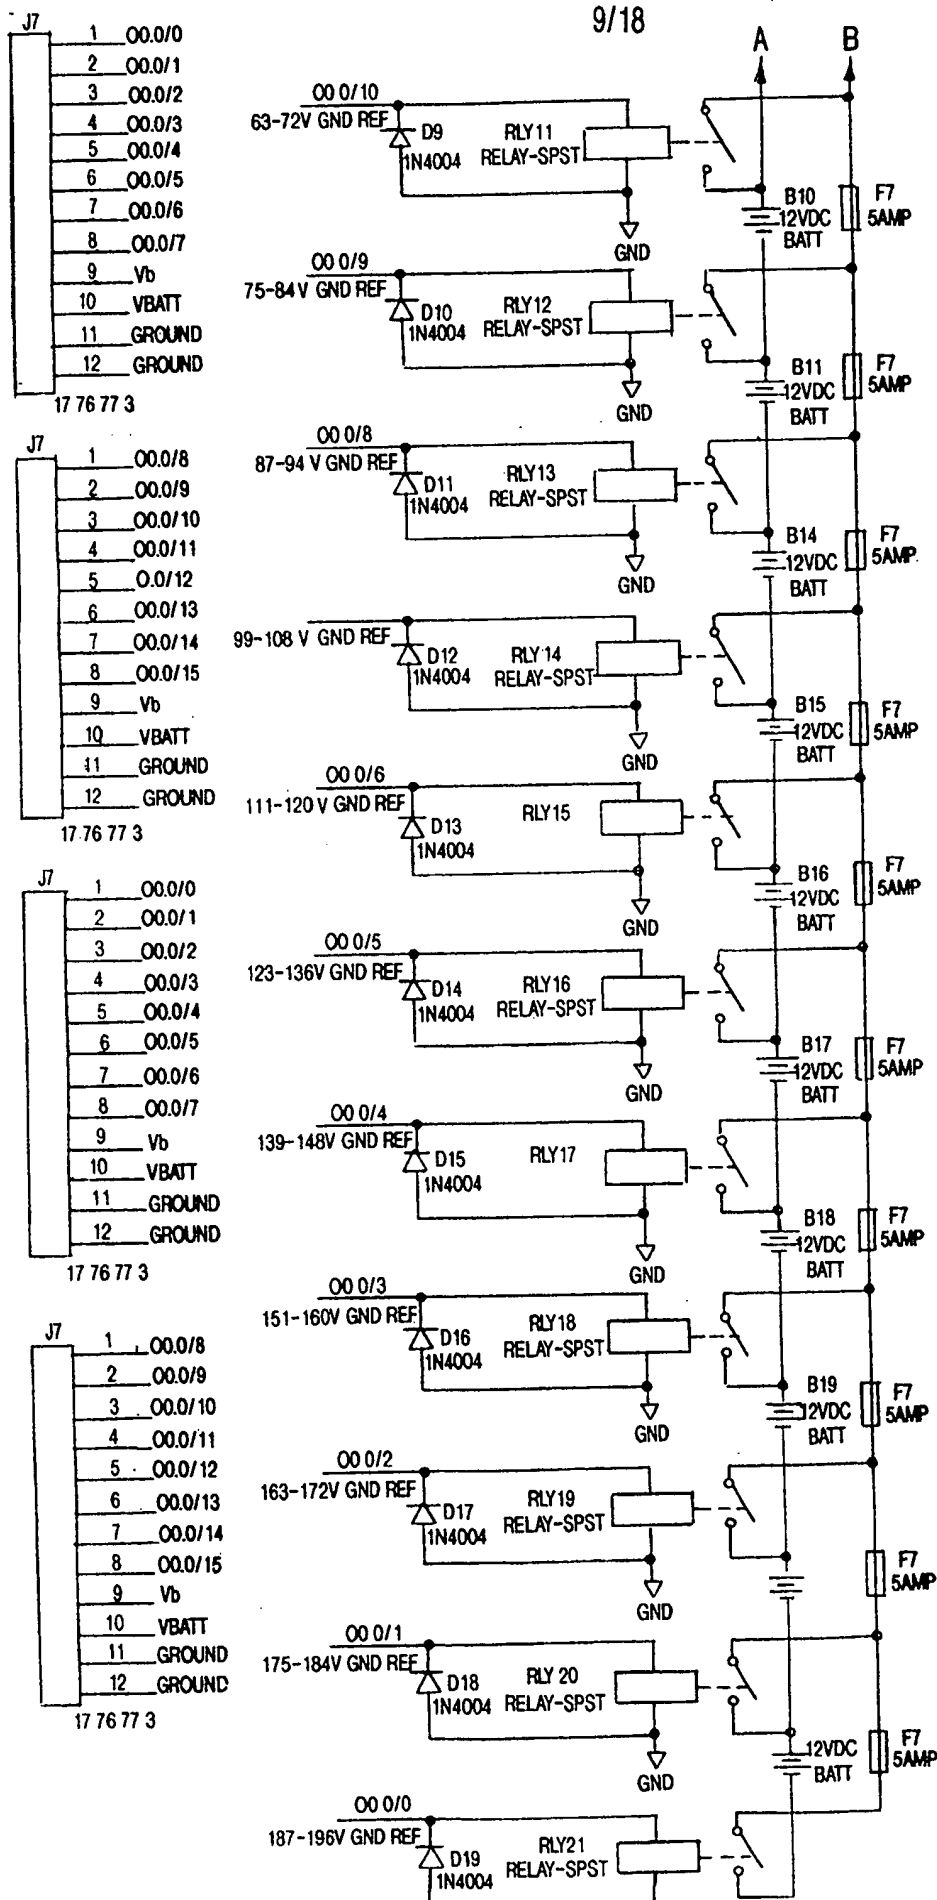 9/18
J7
1 O0.0/0
2 O0.0/1
3 O0.0/2
4 O0.0/3
5 O0.0/4
6 O0.0/5
7 O0.0/6
8 O0.0/7
9 Vb
10 VBATT
11 GROUND
12 GROUND
17 76 77 3
J7
1 O0.0/8
2 O0.0/9
3 O0.0/10
4 O0.0/11
5 O.0/12
6 O0.0/13
7 O0.0/14
8 O0.0/15
9 Vb
10 VBATT
11 GROUND
12 GROUND
17 76 77 3
J7
1 O0.0/0
2 O0.0/1
3 O0.0/2
4 O0.0/3
5 O0.0/4
6 O0.0/5
7 O0.0/6
8 O0.0/7
9 Vb
10 VBATT
11 GROUND
12 GROUND
17 76 77 3
J7
1 O0.0/8
2 O0.0/9
3 O0.0/10
4 O0.0/11
5 O0.0/12
6 O0.0/13
7 O0.0/14
8 O0.0/15
9 Vb
10 VBATT
11 GROUND
12 GROUND
17 76 77 3
A B
O0 0/10
63-72V GND REF
D9
1N4004
RLY11
RELAY-SPST
GND
B10
12VDC
BATT
F7
5AMP
O0 0/9
75-84V GND REF
D10
1N4004
RLY12
RELAY-SPST
GND
B11
12VDC
BATT
F7
5AMP
O0 0/8
87-94 V GND REF
D11
1N4004
RLY13
RELAY-SPST
GND
B14
12VDC
BATT
F7
5AMP
99-108 V GND REF
D12
1N4004
RLY14
RELAY-SPST
GND
B15
12VDC
BATT
F7
5AMP
O0 0/6
111-120 V GND REF
D13
1N4004
RLY15
GND
B16
12VDC
BATT
F7
5AMP
O0 0/5
123-136V GND REF
D14
1N4004
RLY16
RELAY-SPST
GND
B17
12VDC
BATT
F7
5AMP
O0 0/4
139-148V GND REF
D15
1N4004
RLY17
GND
B18
12VDC
BATT
F7
5AMP
O0 0/3
151-160V GND REF
D16
1N4004
RLY18
RELAY-SPST
GND
B19
12VDC
BATT
F7
5AMP
O0 0/2
163-172V GND REF
D17
1N4004
RLY19
RELAY-SPST
GND
F7
5AMP
O0 0/1
175-184V GND REF
D18
1N4004
RLY 20
RELAY-SPST
GND
12VDC
BATT
F7
5AMP
O0 0/0
187-196V GND REF
D19
1N4004
RLY21
RELAY-SPST